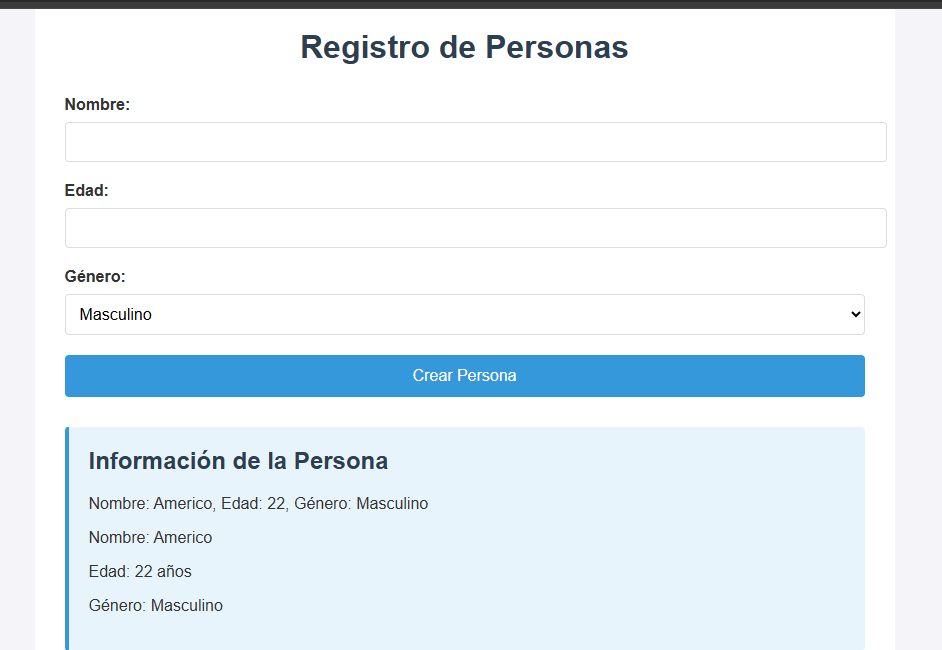 Registro de Personas
Nombre:
Edad:
Género:
Masculino
Crear Persona
Información de la Persona
Nombre: Americo, Edad: 22, Género: Masculino
Nombre: Americo
Edad: 22 años
Género: Masculino